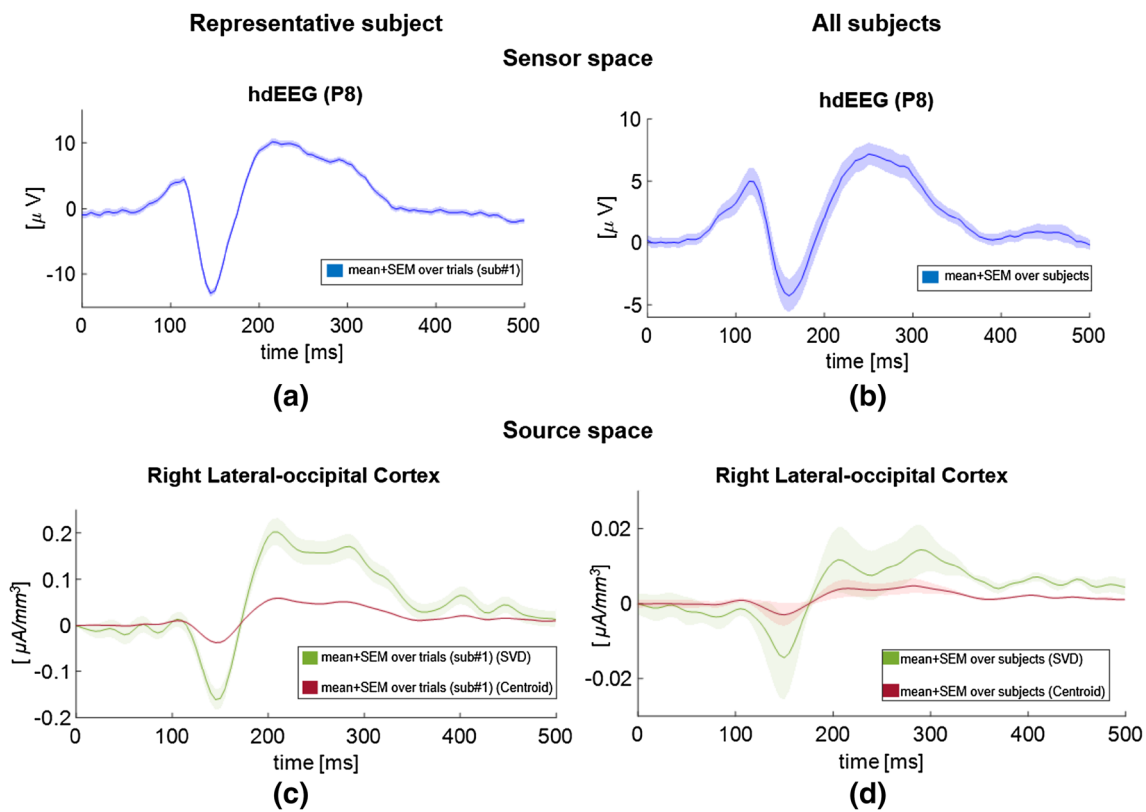 Representative subject
All subjects
Sensor space
hdEEG (P8)
10
0
-10
[μ V]
mean+SEM over trials (sub#1)
0 100 200 300 400 500
time [ms]
(a)
hdEEG (P8)
10
5
0
-5
[μ V]
mean+SEM over subjects
0 100 200 300 400 500
time [ms]
(b)
Source space
Right Lateral-occipital Cortex
0.2
0.1
0
-0.1
-0.2
[ μA/mm³]
mean+SEM over trials (sub#1) (SVD)
mean+SEM over trials (sub#1) (Centroid)
0 100 200 300 400 500
time [ms]
(c)
Right Lateral-occipital Cortex
0.02
0
-0.02
[ μA/mm³]
mean+SEM over subjects (SVD)
mean+SEM over subjects (Centroid)
0 100 200 300 400 500
time [ms]
(d)